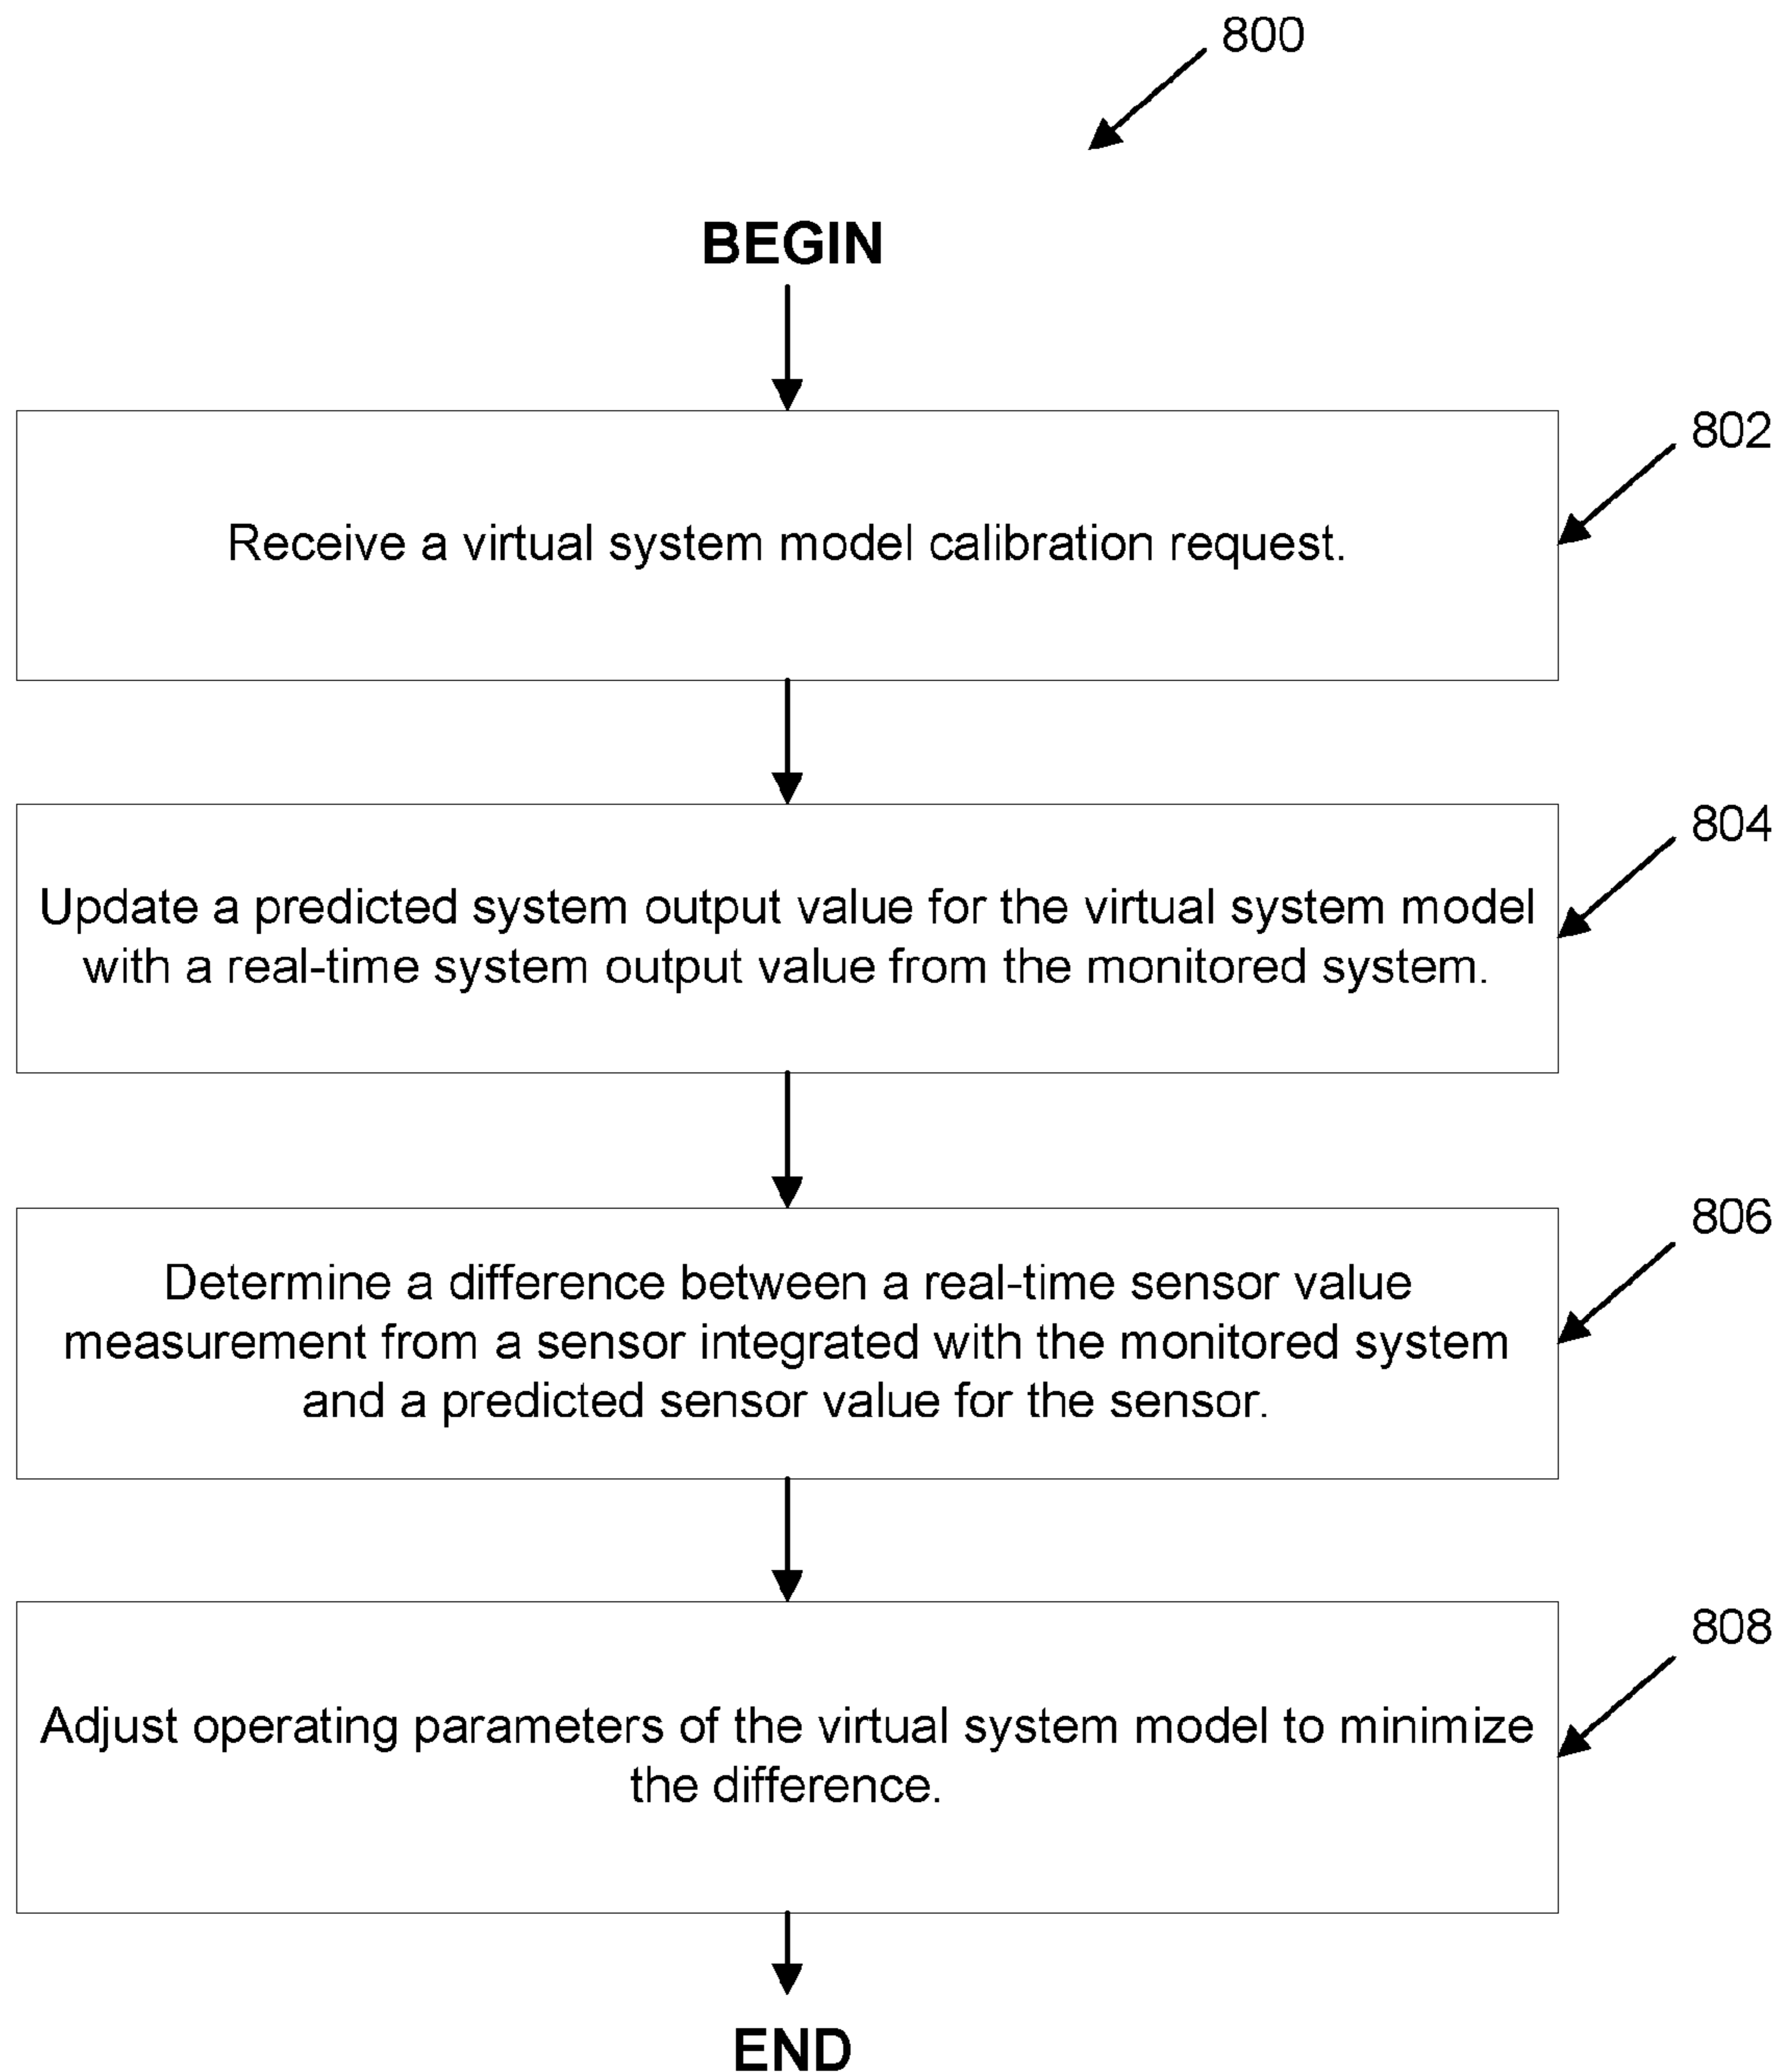 800
BEGIN
802
Receive a virtual system model calibration request.
804
Update a predicted system output value for the virtual system model
with a real-time system output value from the monitored system.
806
Determine a difference between a real-time sensor value
measurement from a sensor integrated with the monitored system
and a predicted sensor value for the sensor.
808
Adjust operating parameters of the virtual system model to minimize
the difference.
END